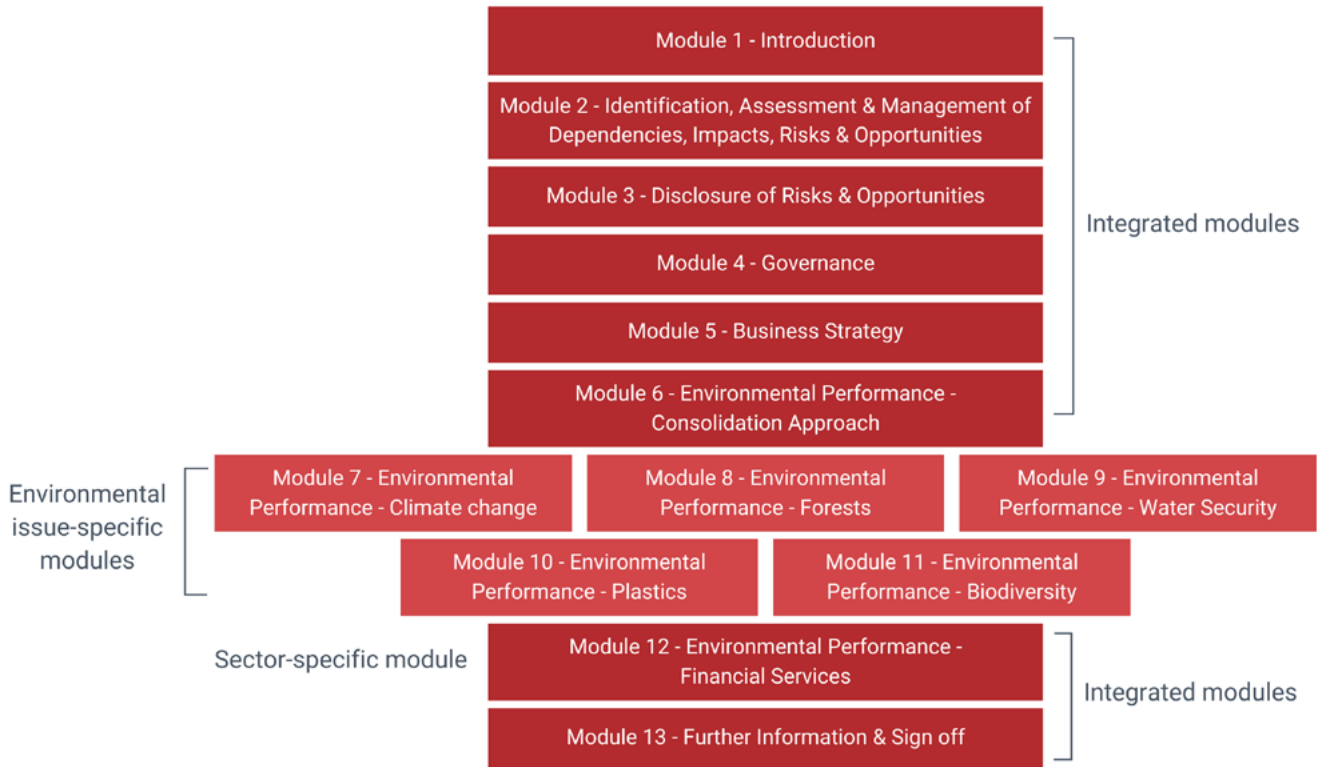 Module 1 - Introduction
Module 2 - Identification, Assessment & Management of
Dependencies, Impacts, Risks & Opportunities
Module 3 - Disclosure of Risks & Opportunities
Integrated modules
Module 4 - Governance
Module 5 - Business Strategy
Module 6 - Environmental Performance -
Consolidation Approach
Environmental
issue-specific
modules
Module 7 - Environmental
Performance - Climate change
Module 8 - Environmental
Performance - Forests
Module 9 - Environmental
Performance - Water Security
Module 10 - Environmental
Performance - Plastics
Module 11 - Environmental
Performance - Biodiversity
Sector-specific module
Module 12 - Environmental Performance -
Financial Services
Integrated modules
Module 13 - Further Information & Sign off